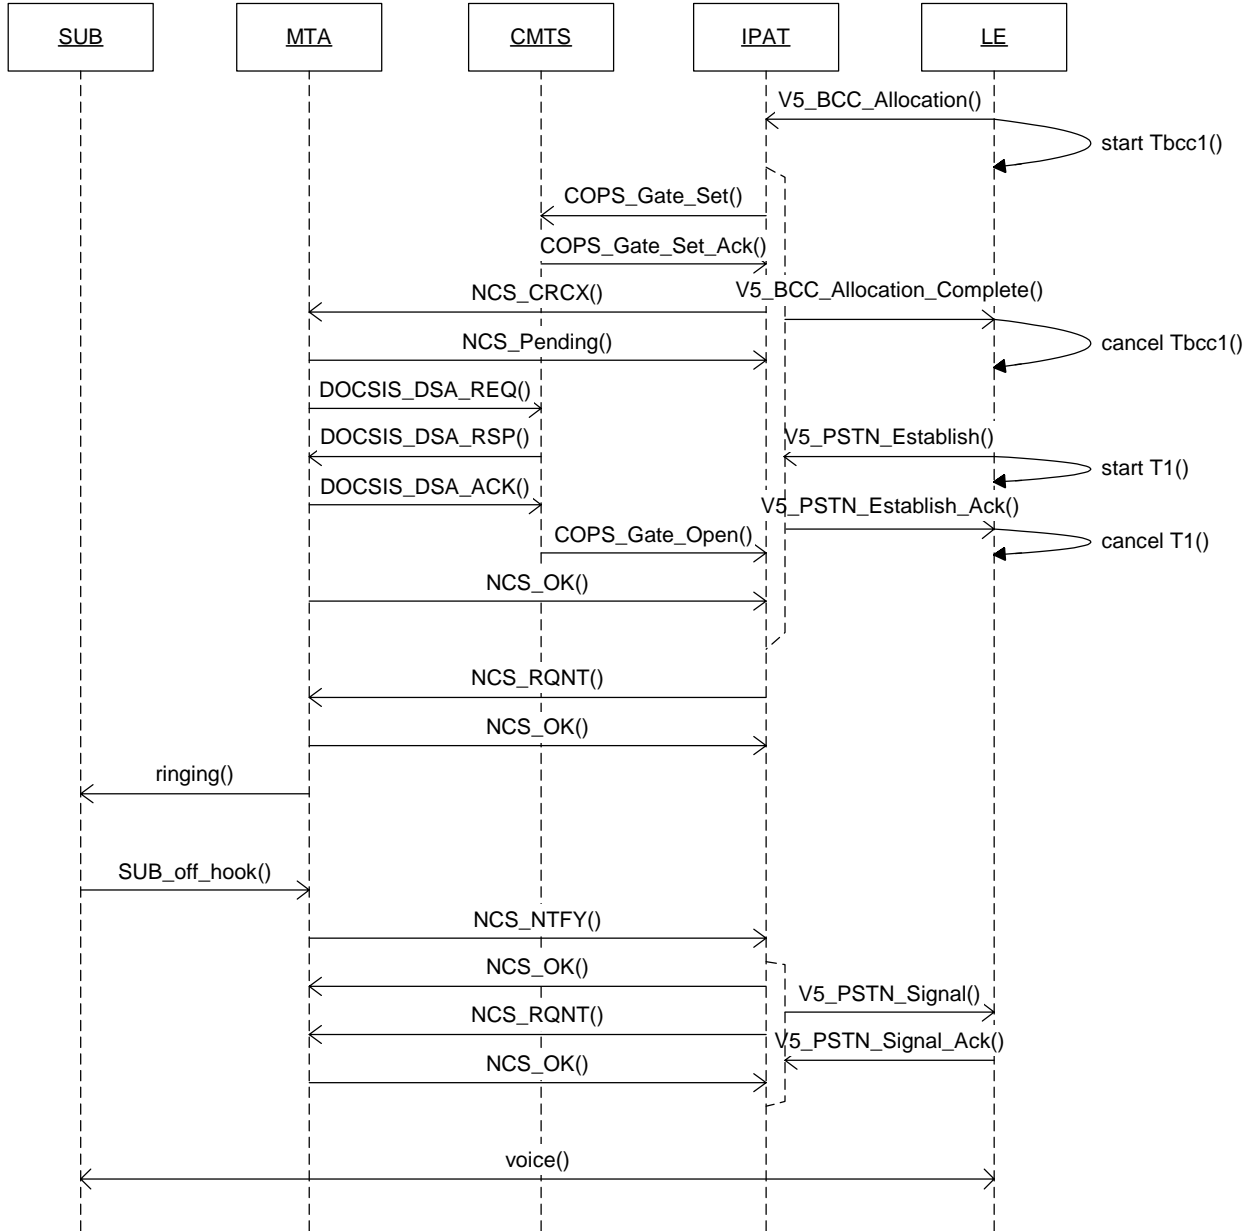 SUB
MTA
CMTS
IPAT
LE
V5_BCC_Allocation()
start Tbcc1()
COPS_Gate_Set()
COPS_Gate_Set_Ack()
NCS_CRCX()
V5_BCC_Allocation_Complete()
NCS_Pending()
cancel Tbcc1()
DOCSIS_DSA_REQ()
DOCSIS_DSA_RSP()
V5_PSTN_Establish()
start T1()
DOCSIS_DSA_ACK()
V5_PSTN_Establish_Ack()
COPS_Gate_Open()
cancel T1()
NCS_OK()
NCS_RQNT()
NCS_OK()
ringing()
SUB_off_hook()
NCS_NTFY()
NCS_OK()
V5_PSTN_Signal()
NCS_RQNT()
V5_PSTN_Signal_Ack()
NCS_OK()
voice()